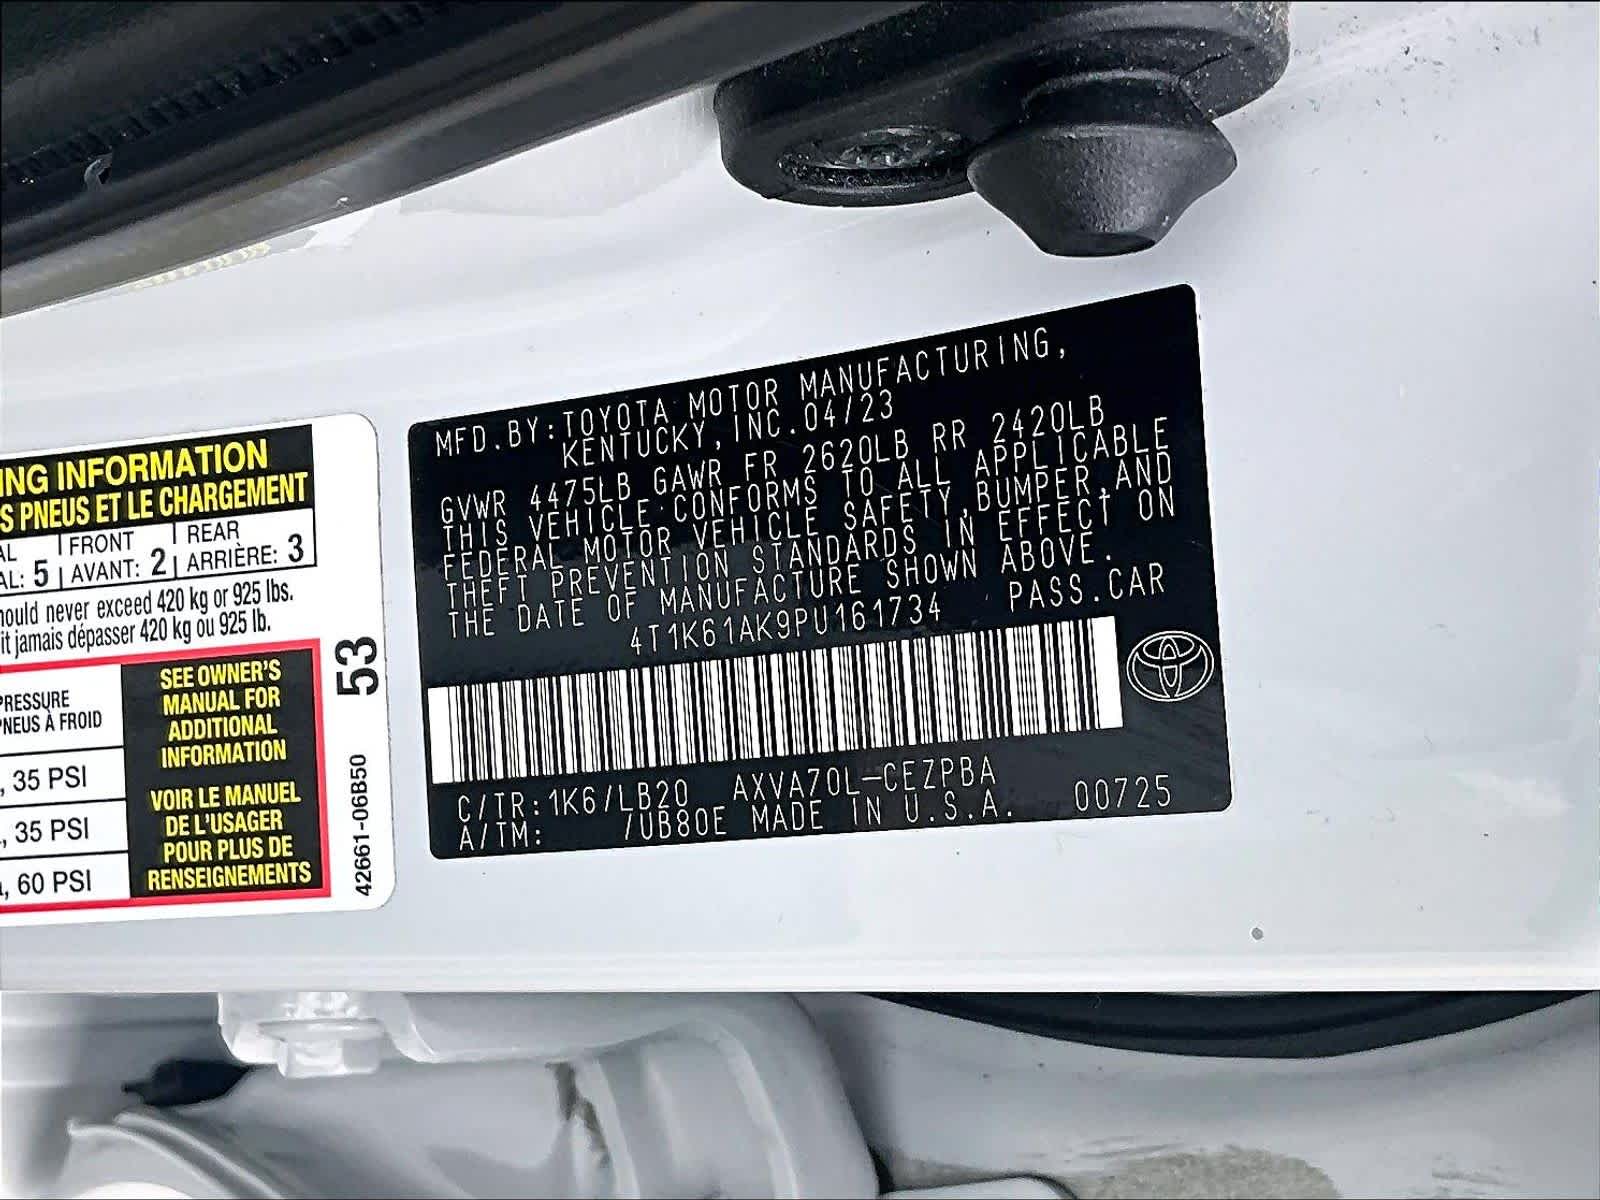 ING INFORMATION
S PNEUS ET LE CHARGEMENT
AL FRONT REAR
AL: 5 AVANT: 2 ARRIÈRE: 3
hould never exceed 420 kg or 925 lbs.
it jamais dépasser 420 kg ou 925 lb.
PRESSURE
PNEUS À FROID
, 35 PSI
, 35 PSI
, 60 PSI
SEE OWNER'S
MANUAL FOR
ADDITIONAL
INFORMATION
VOIR LE MANUEL
DE L'USAGER
POUR PLUS DE
RENSEIGNEMENTS
53
42661-06B50
MFD.BY:TOYOTA MOTOR MANUFACTURING,
KENTUCKY,INC.04/23
GVWR 4475LB GAWR FR 2620LB RR 2420LB
THIS VEHICLE CONFORMS TO ALL APPLICABLE
FEDERAL MOTOR VEHICLE SAFETY,BUMPER,AND
THEFT PREVENTION STANDARDS IN EFFECT ON
THE DATE OF MANUFACTURE SHOWN ABOVE.
4T1K61AK9PU161734 PASS.CAR
C/TR:1K6/LB20 AXVA70L-CEZPBA
A/TM: /UB80E MADE IN U.S.A. 00725